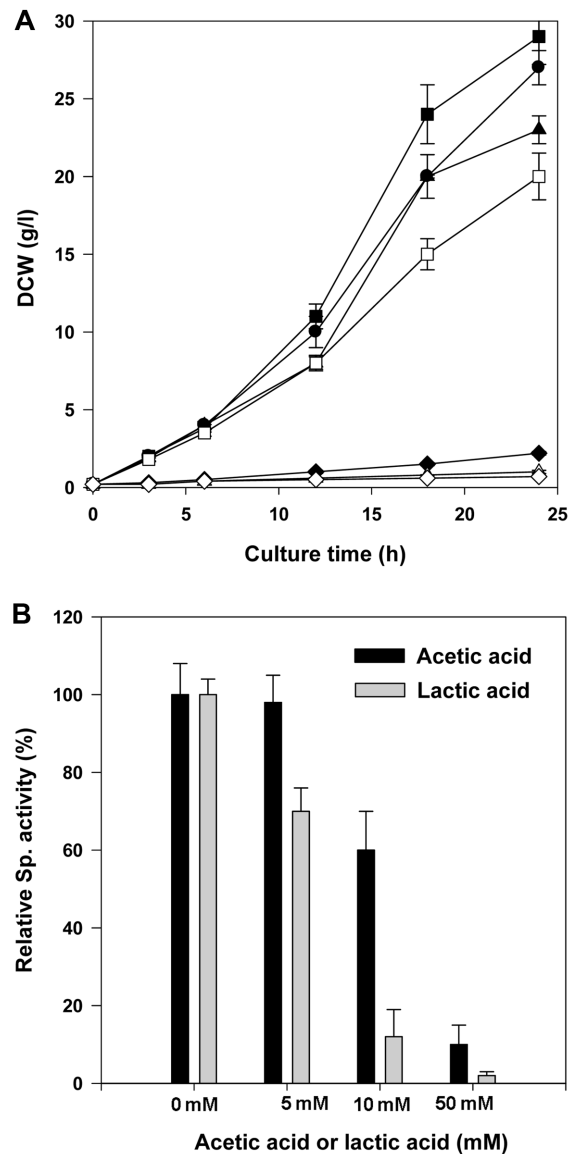 A
30
25
20
15
10
5
0
DCW (g/l)
0 5 10 15 20 25
Culture time (h)
B
120
100
80
60
40
20
0
Relative Sp. activity (%)
Acetic acid
Lactic acid
0 mM 5 mM 10 mM 50 mM
Acetic acid or lactic acid (mM)